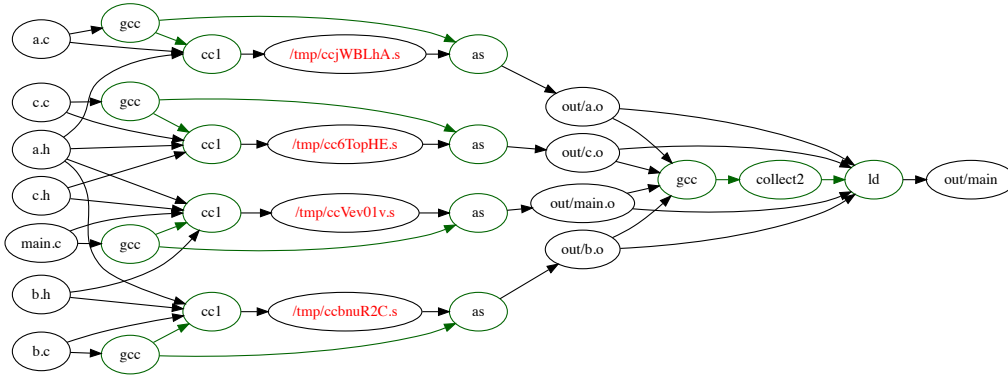 a.c
gcc
cc1
/tmp/ccjWBLhA.s
as
c.c
gcc
a.h
cc1
/tmp/cc6TopHE.s
as
out/a.o
c.h
out/c.o
gcc
collect2
ld
out/main
main.c
gcc
cc1
/tmp/ccVev01v.s
as
out/main.o
b.h
out/b.o
cc1
/tmp/ccbnuR2C.s
as
b.c
gcc